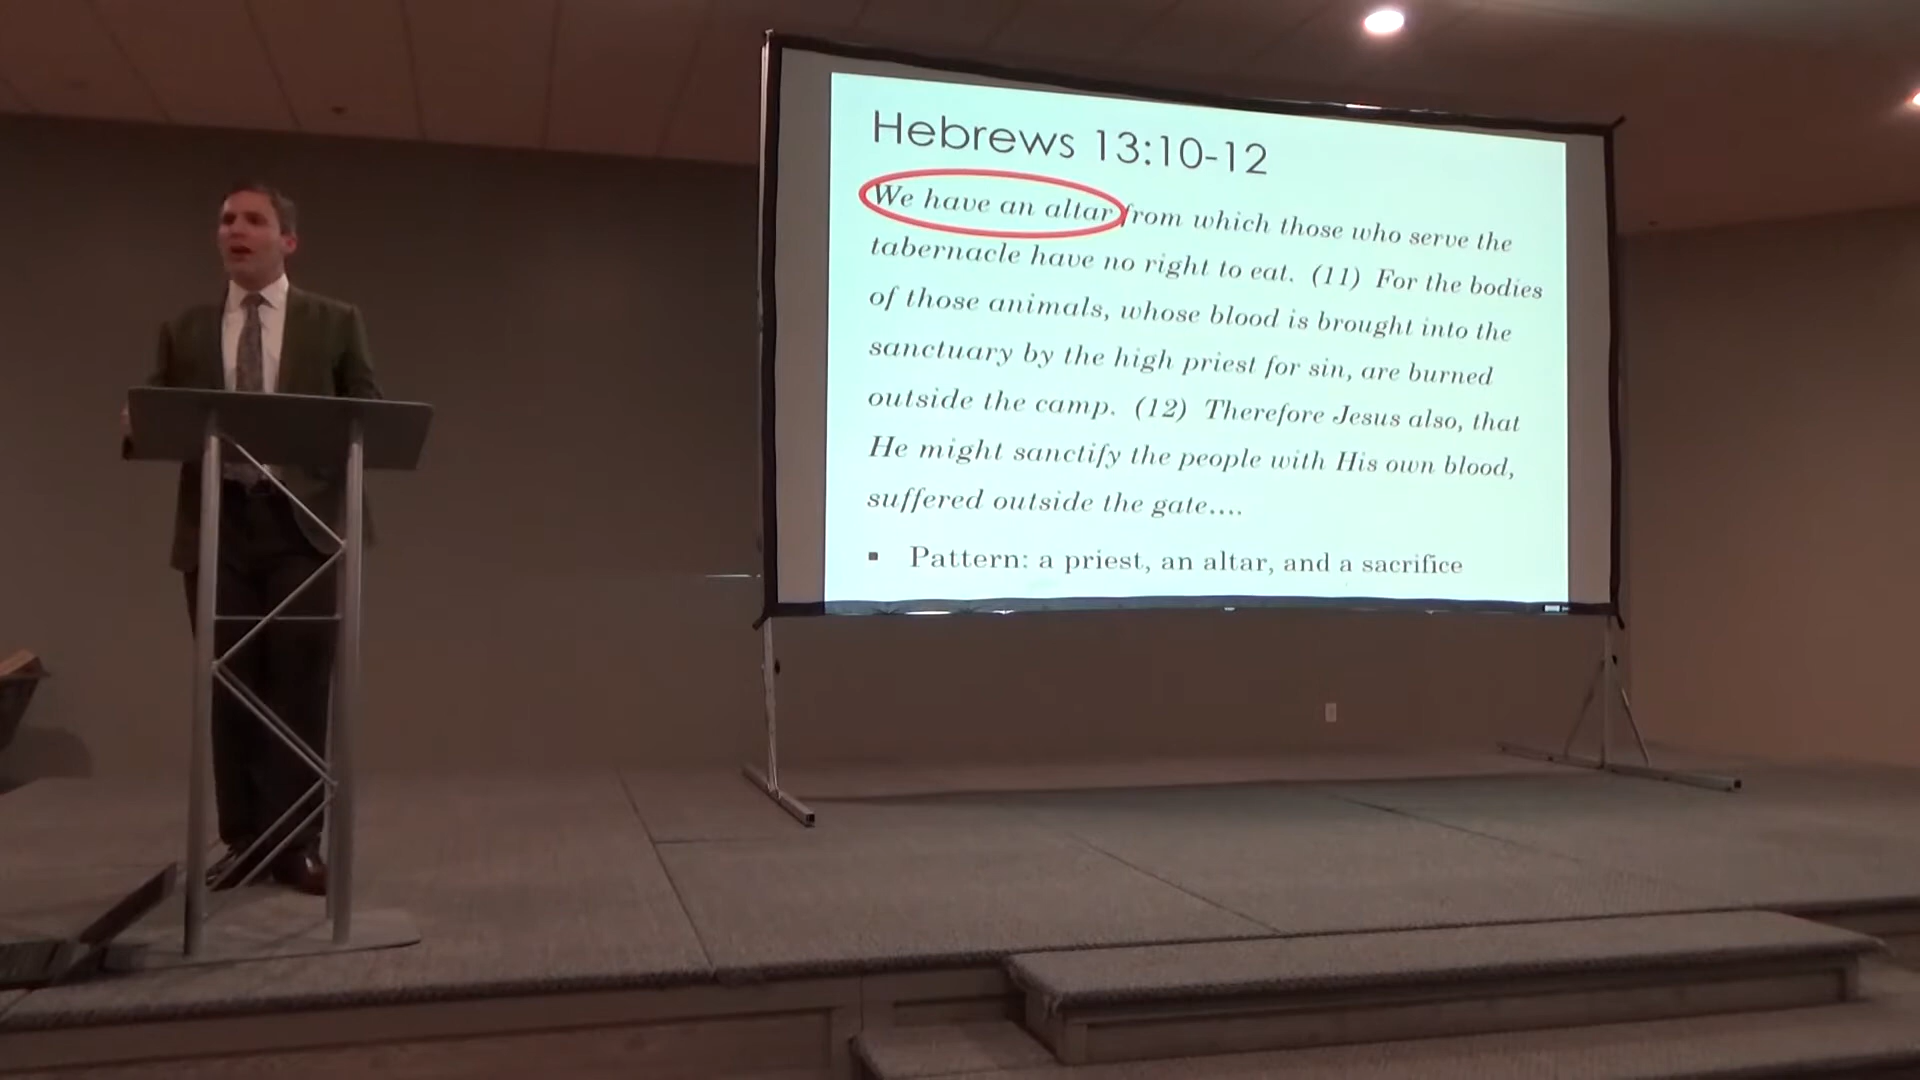 Hebrews 13:10-12
We have an altar from which those who serve the
tabernacle have no right to eat. (11) For the bodies
of those animals, whose blood is brought into the
sanctuary by the high priest for sin, are burned
outside the camp. (12) Therefore Jesus also, that
He might sanctify the people with His own blood,
suffered outside the gate....
▪ Pattern: a priest, an altar, and a sacrifice